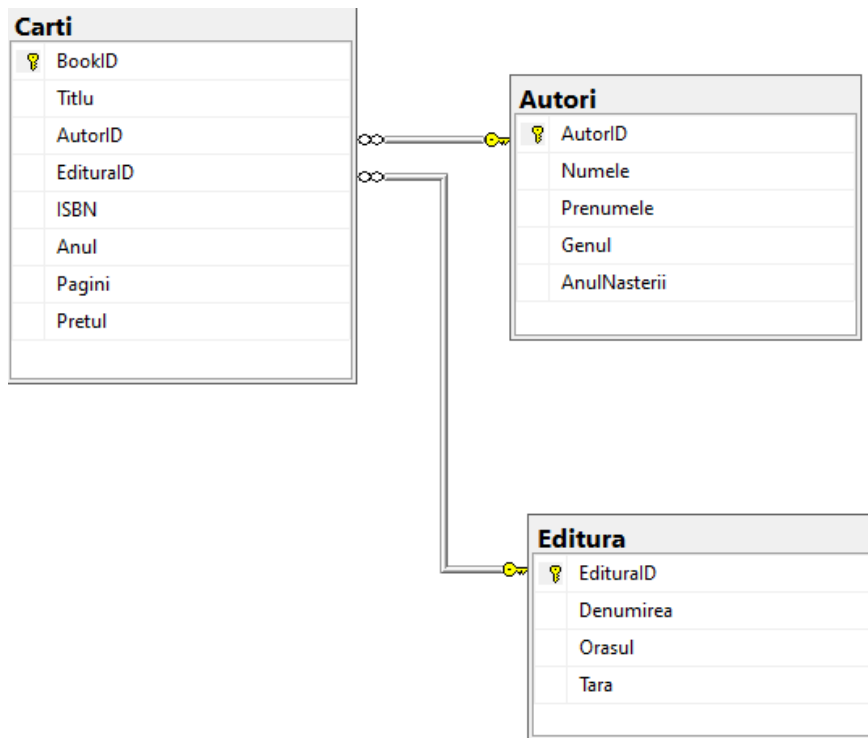 Carti
BookID
Titlu
AutorID
EdituraID
ISBN
Anul
Pagini
Pretul
Autori
AutorID
Numele
Prenumele
Genul
AnulNasterii
Editura
EdituraID
Denumirea
Orasul
Tara